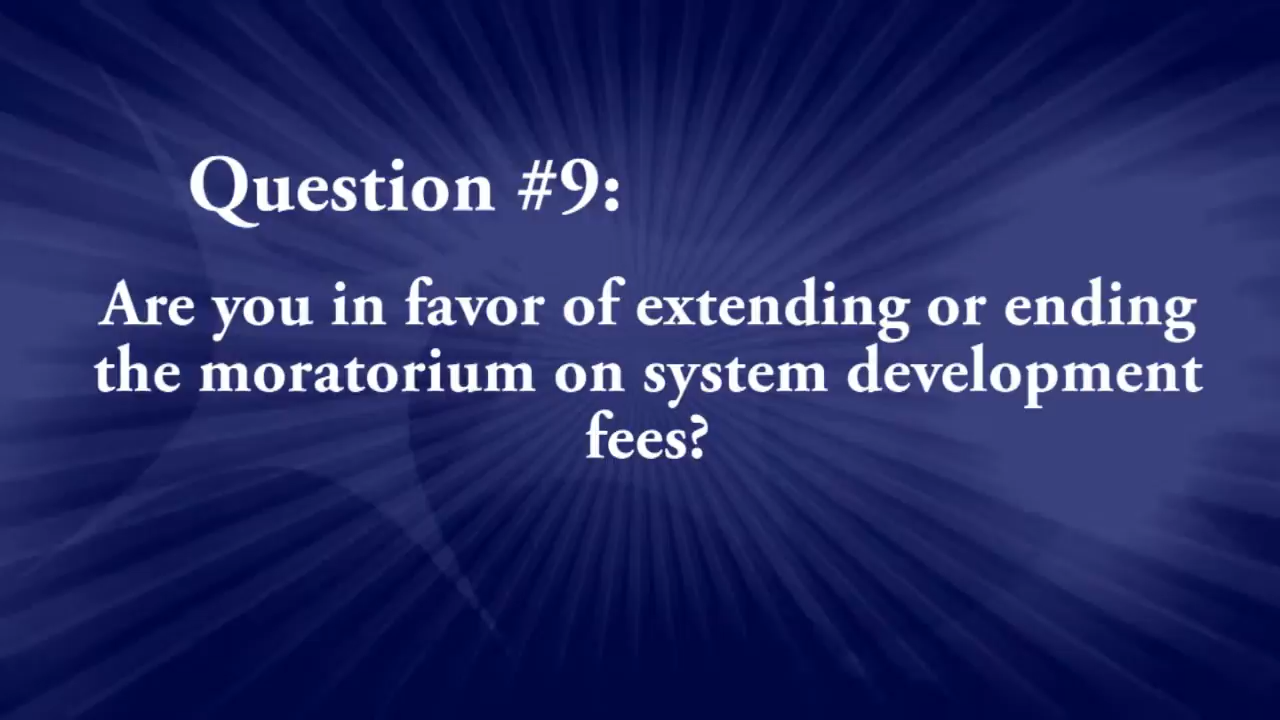 Question #9:
Are you in favor of extending or ending
the moratorium on system development
fees?